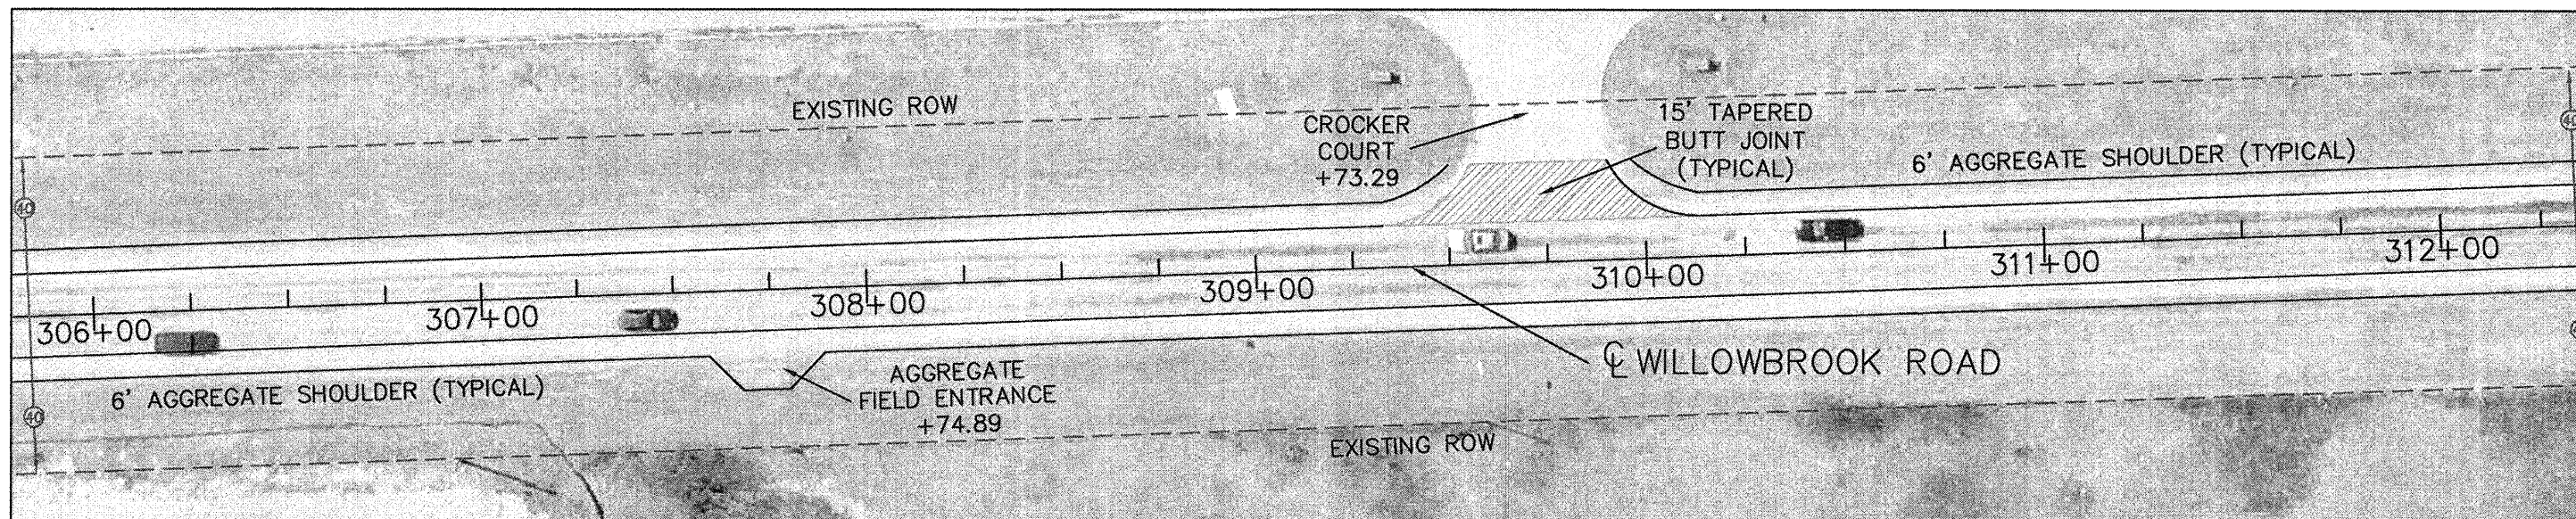 EXISTING ROW
CROCKER
COURT
+73.29
15' TAPERED
BUTT JOINT
(TYPICAL)
6' AGGREGATE SHOULDER (TYPICAL)
40
40
306+00
307+00
308+00
309+00
310+00
311+00
312+00
℄ WILLOWBROOK ROAD
6' AGGREGATE SHOULDER (TYPICAL)
AGGREGATE
FIELD ENTRANCE
+74.89
40
EXISTING ROW